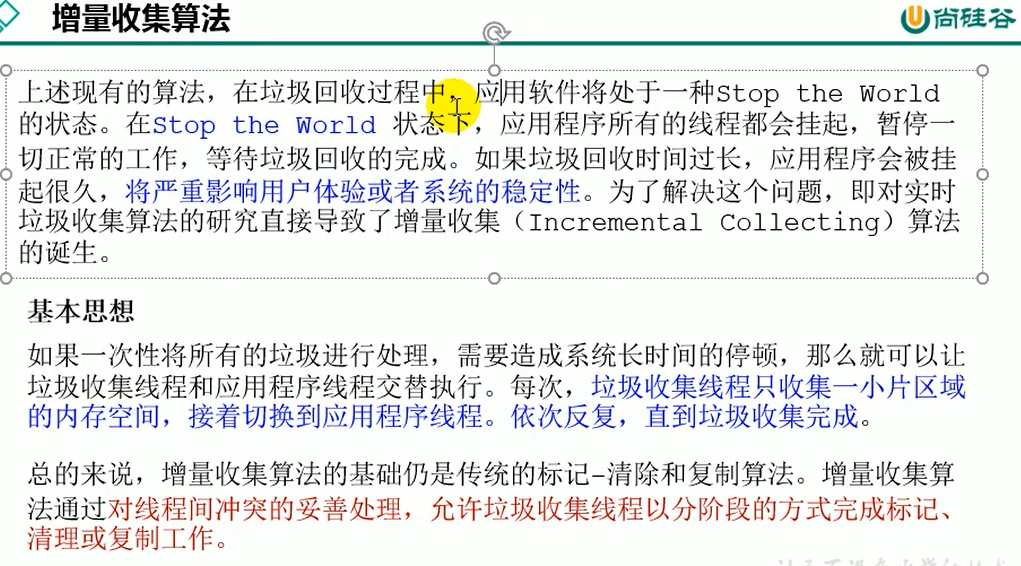 增量收集算法
尚硅谷
上述现有的算法，在垃圾回收过程中，应用软件将处于一种Stop the World
的状态。在Stop the World 状态下，应用程序所有的线程都会挂起，暂停一
切正常的工作，等待垃圾回收的完成。如果垃圾回收时间过长，应用程序会被挂
起很久，将严重影响用户体验或者系统的稳定性。为了解决这个问题，即对实时
垃圾收集算法的研究直接导致了增量收集（Incremental Collecting）算法
的诞生。
基本思想
如果一次性将所有的垃圾进行处理，需要造成系统长时间的停顿，那么就可以让
垃圾收集线程和应用程序线程交替执行。每次，垃圾收集线程只收集一小片区域
的内存空间，接着切换到应用程序线程。依次反复，直到垃圾收集完成。
总的来说，增量收集算法的基础仍是传统的标记-清除和复制算法。增量收集算
法通过对线程间冲突的妥善处理，允许垃圾收集线程以分阶段的方式完成标记、
清理或复制工作。